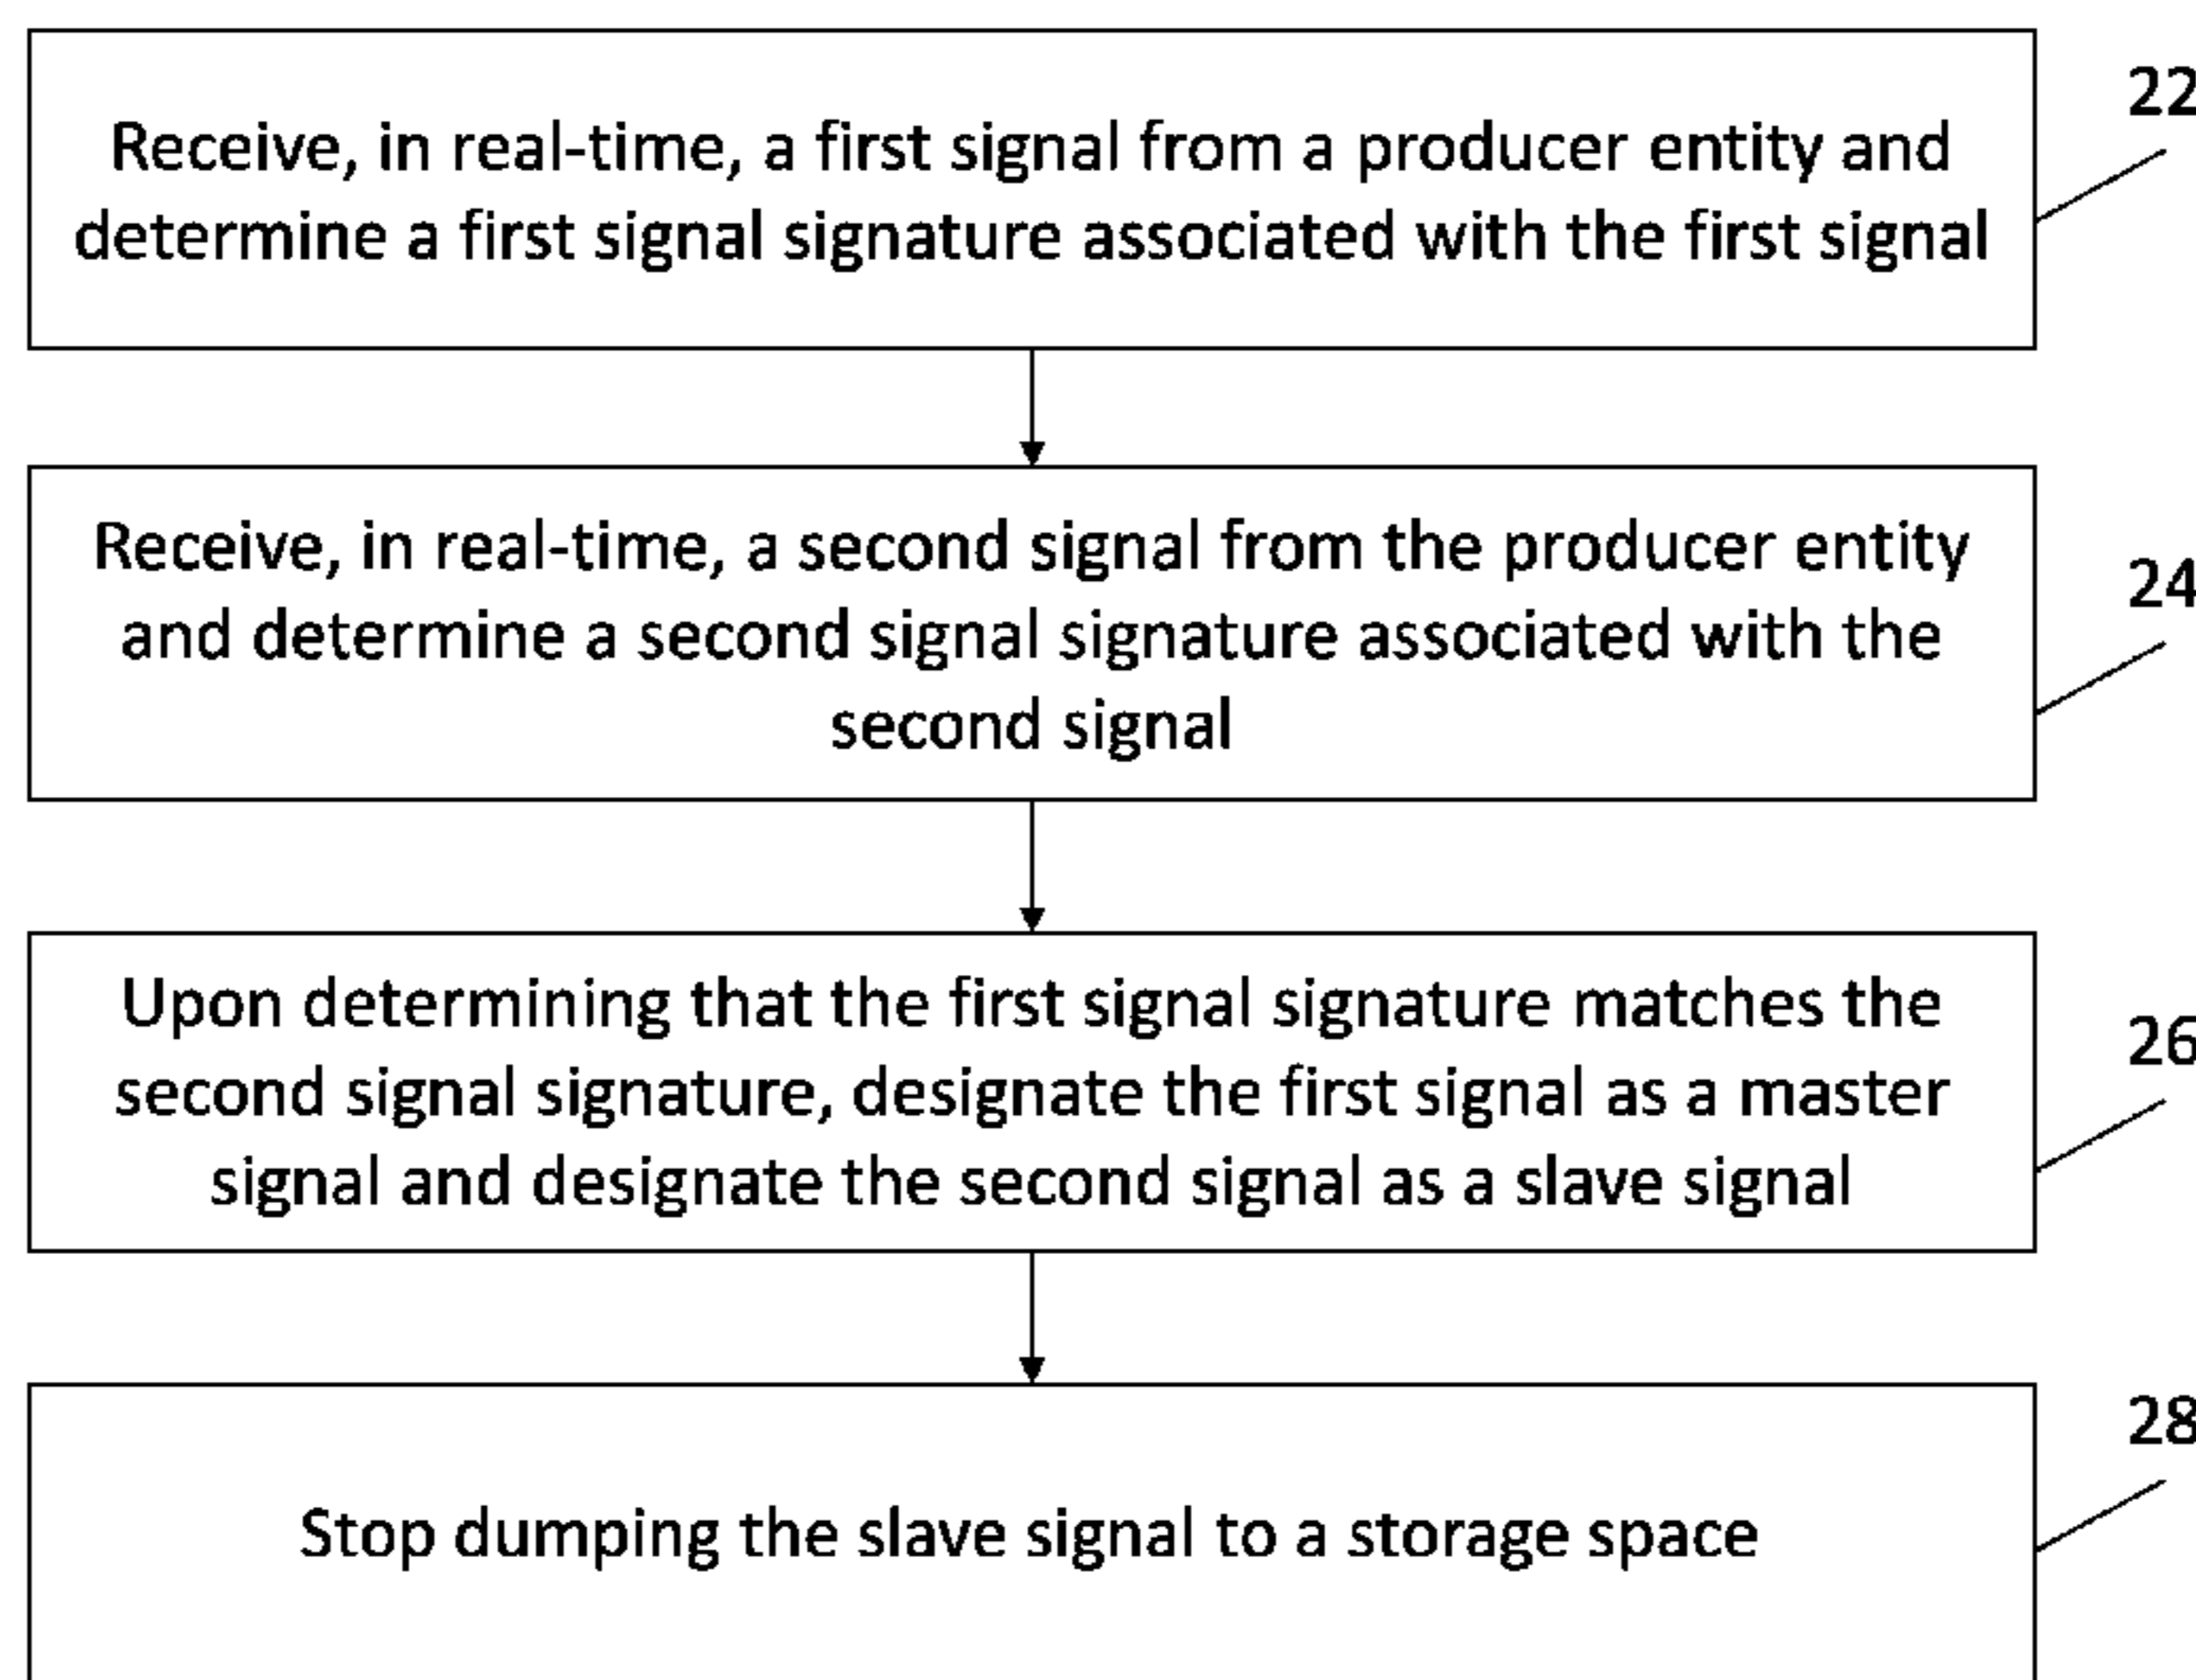 22
Receive, in real-time, a first signal from a producer entity and
determine a first signal signature associated with the first signal
24
Receive, in real-time, a second signal from the producer entity
and determine a second signal signature associated with the
second signal
26
Upon determining that the first signal signature matches the
second signal signature, designate the first signal as a master
signal and designate the second signal as a slave signal
28
Stop dumping the slave signal to a storage space